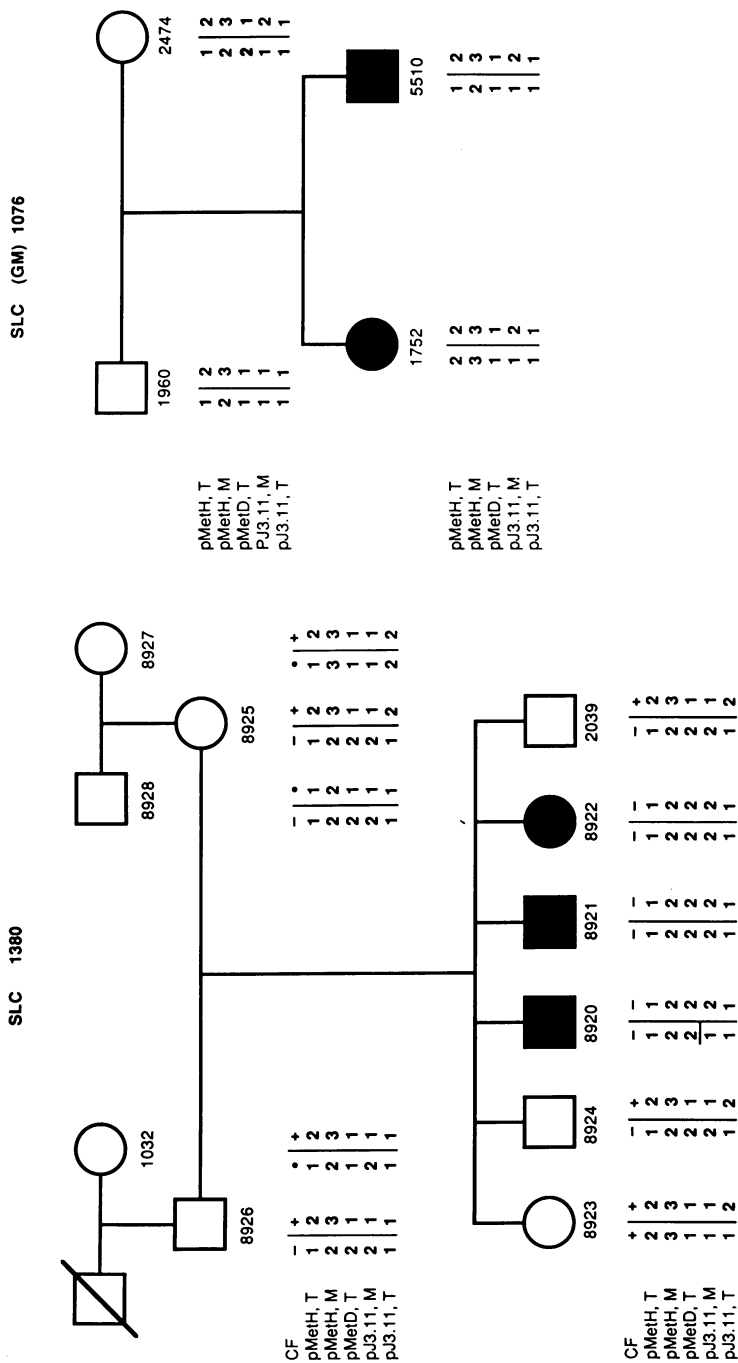 SLC 1380
1032
8928
8927
8926
8925
CF - + • + - • - + • +
pMetH, T 1 2 1 2 1 1 1 2 1 2
pMetH, M 2 3 2 3 2 2 2 3 3 3
pMetD, T 2 1 1 1 2 1 2 1 1 1
pJ3.11, M 2 1 2 1 2 1 2 1 1 1
pJ3.11, T 1 1 1 1 1 1 1 2 2 2
8923 8924 8920 8921 8922 2039
CF + + - + - - - - - - - +
pMetH, T 2 2 1 2 1 1 1 1 1 1 1 2
pMetH, M 3 3 2 3 2 2 2 2 2 2 2 3
pMetD, T 1 1 2 1 2 2 2 2 2 2 2 1
pJ3.11, M 1 1 2 1 1 2 2 2 2 2 2 1
pJ3.11, T 1 2 1 2 1 1 1 1 1 1 1 2
SLC (GM) 1076
1960 2474
pMetH, T 1 2 1 2
pMetH, M 2 3 2 3
pMetD, T 1 1 2 1
PJ3.11, M 1 1 1 2
pJ3.11, T 1 1 1 1
1752 5510
pMetH, T 2 2 1 2
pMetH, M 3 3 2 3
pMetD, T 1 1 1 1
pJ3.11, M 1 2 1 2
pJ3.11, T 1 1 1 1